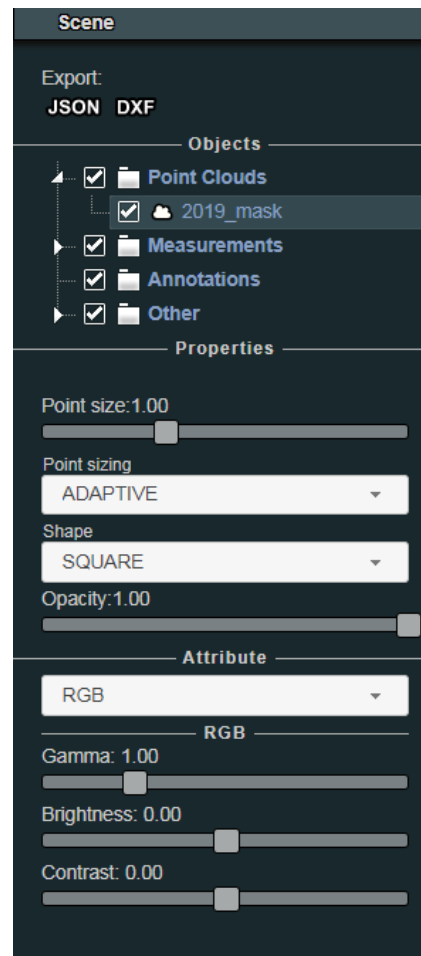 Scene
Export:
JSON DXF
Objects
Point Clouds
2019_mask
Measurements
Annotations
Other
Properties
Point size:1.00
Point sizing
ADAPTIVE
Shape
SQUARE
Opacity:1.00
Attribute
RGB
RGB
Gamma: 1.00
Brightness: 0.00
Contrast: 0.00